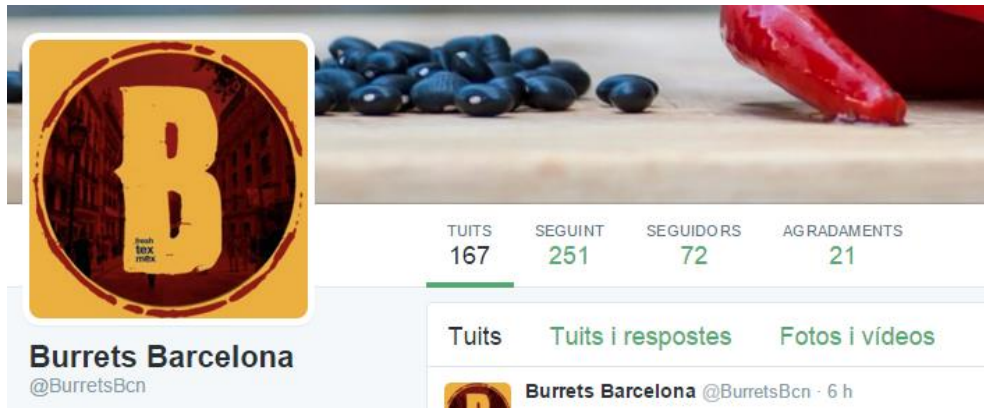 B
fresh
tex
mex
Burrets Barcelona
@BurretsBcn
TUITS SEGUINT SEGUIDORS AGRADAMENTS
167 251 72 21
Tuits Tuits i respostes Fotos i vídeos
B
Burrets Barcelona @BurretsBcn · 6 h